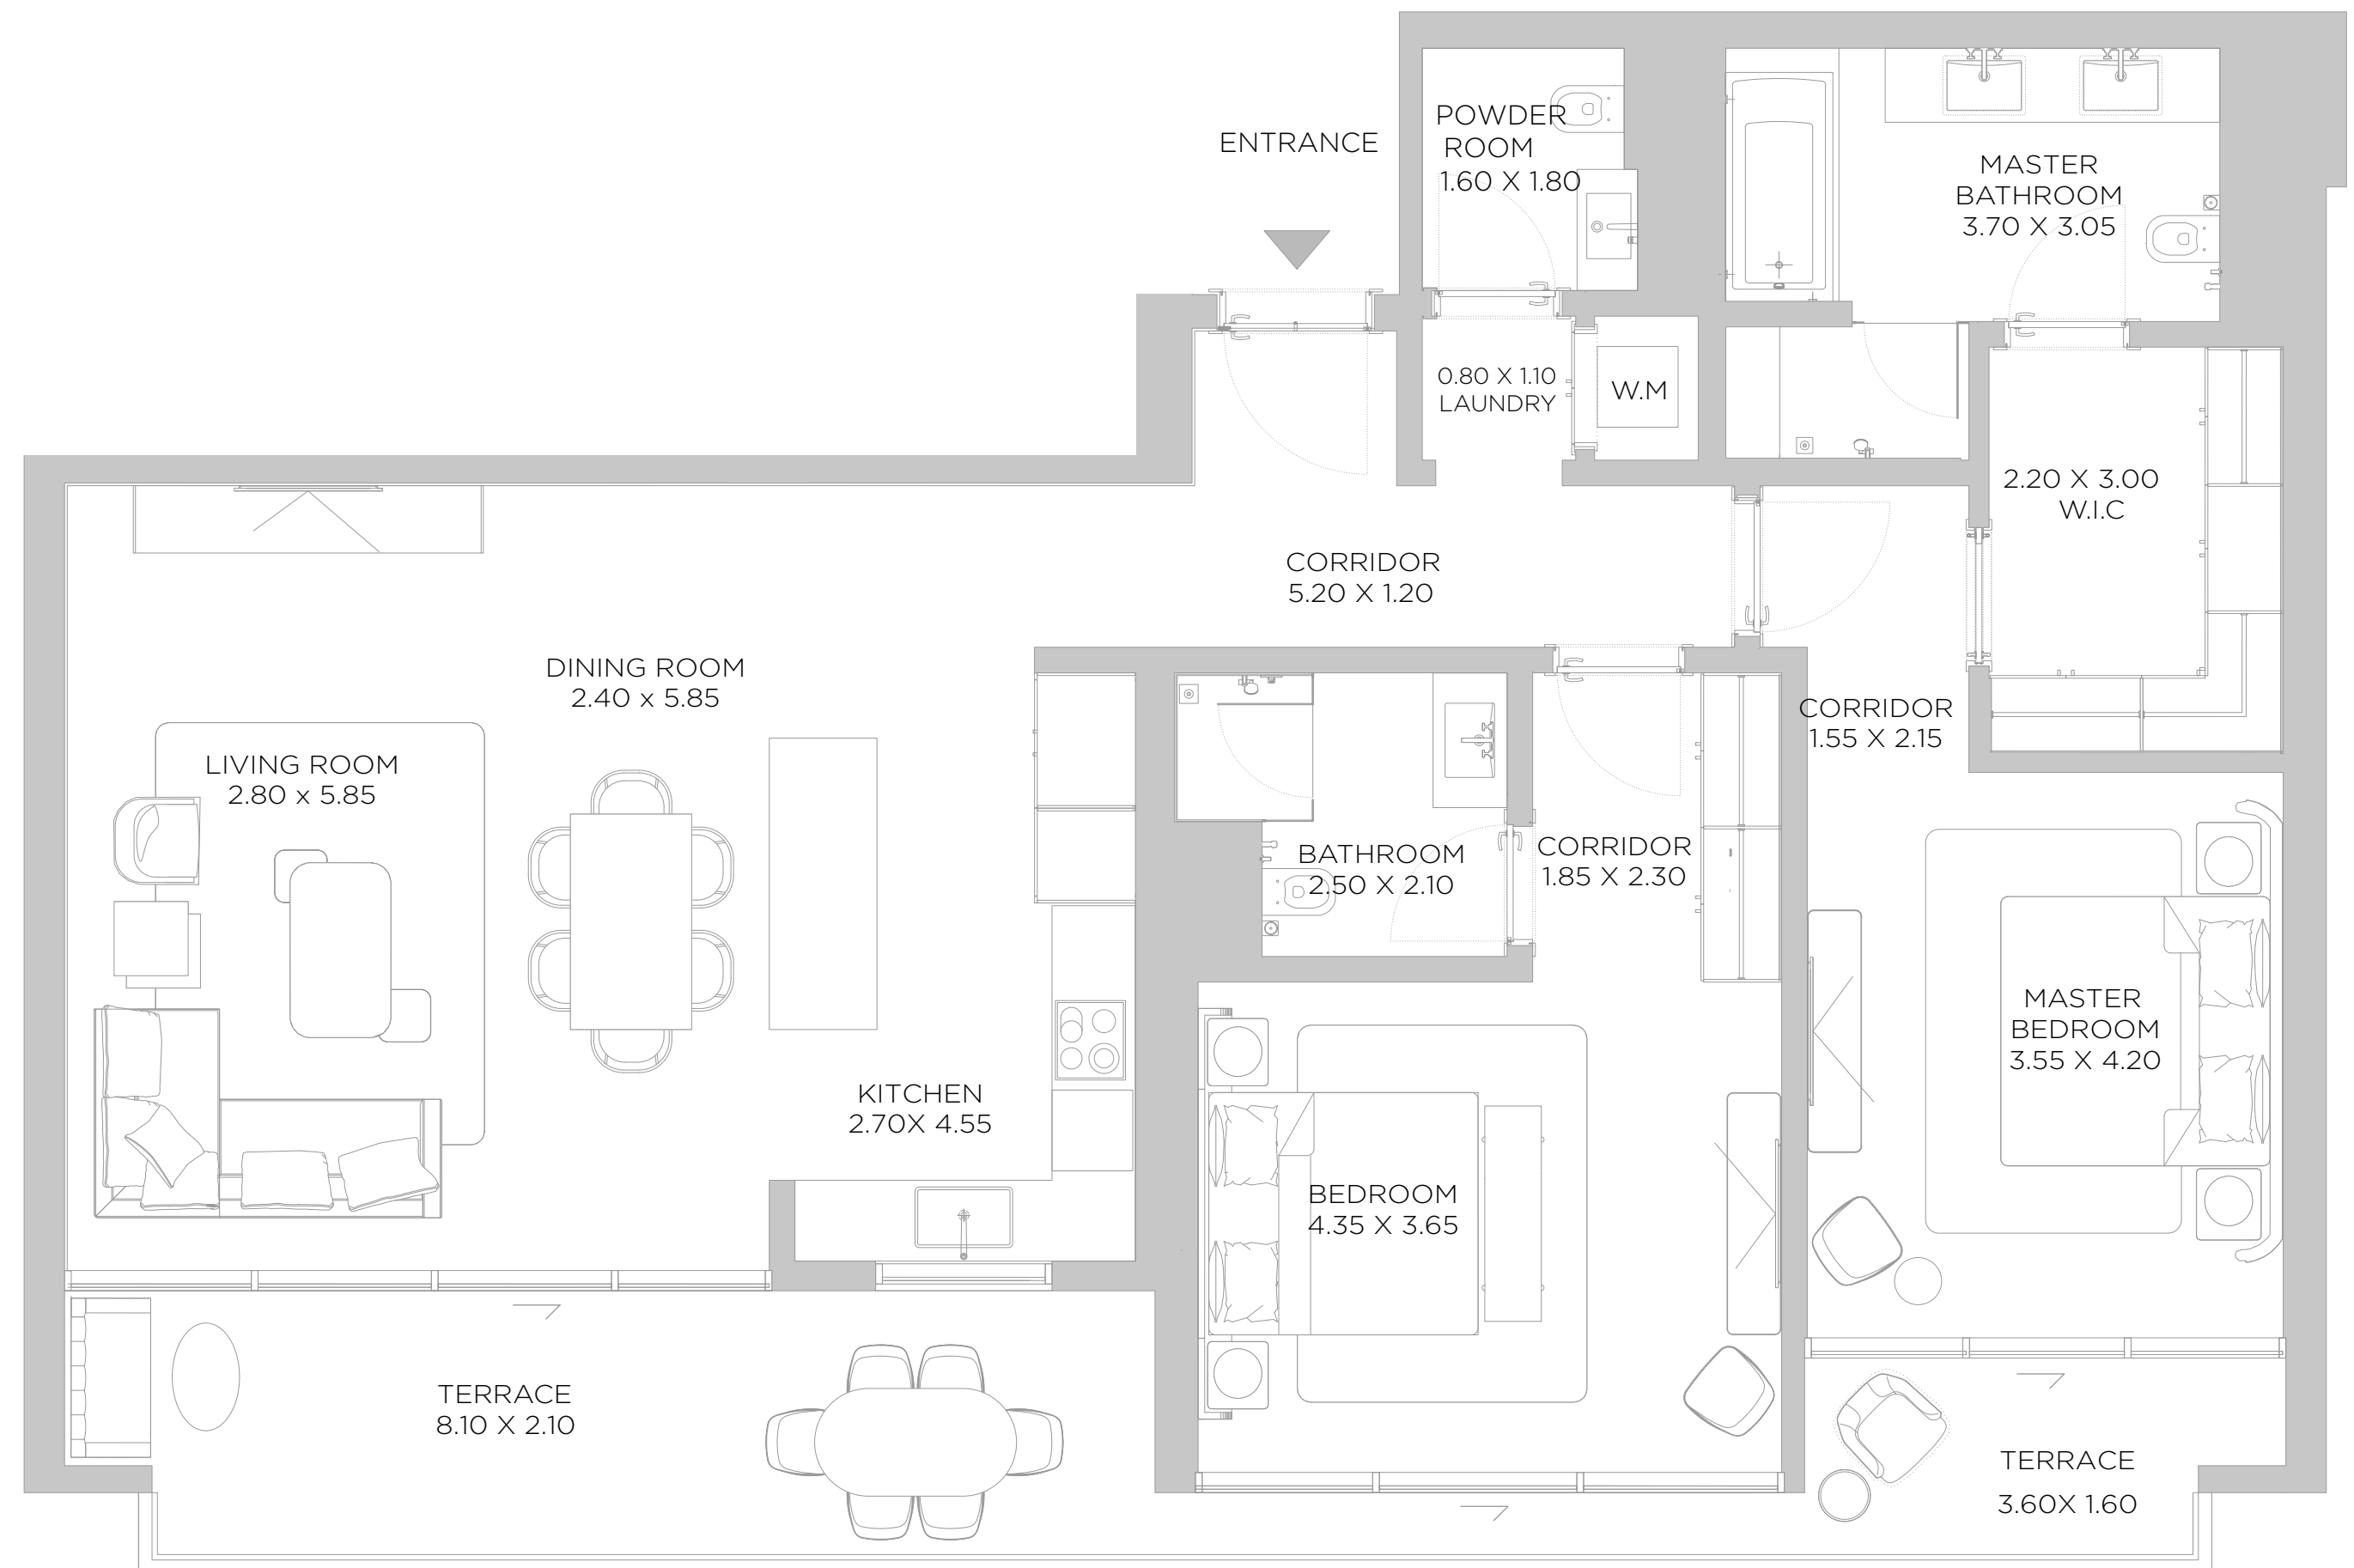 ENTRANCE
POWDER
ROOM
1.60 X 1.80
MASTER
BATHROOM
3.70 X 3.05
0.80 X 1.10
LAUNDRY
W.M
2.20 X 3.00
W.I.C
CORRIDOR
5.20 X 1.20
DINING ROOM
2.40 x 5.85
LIVING ROOM
2.80 x 5.85
CORRIDOR
1.55 X 2.15
BATHROOM
2.50 X 2.10
CORRIDOR
1.85 X 2.30
MASTER
BEDROOM
3.55 X 4.20
KITCHEN
2.70X 4.55
BEDROOM
4.35 X 3.65
TERRACE
8.10 X 2.10
TERRACE
3.60X 1.60